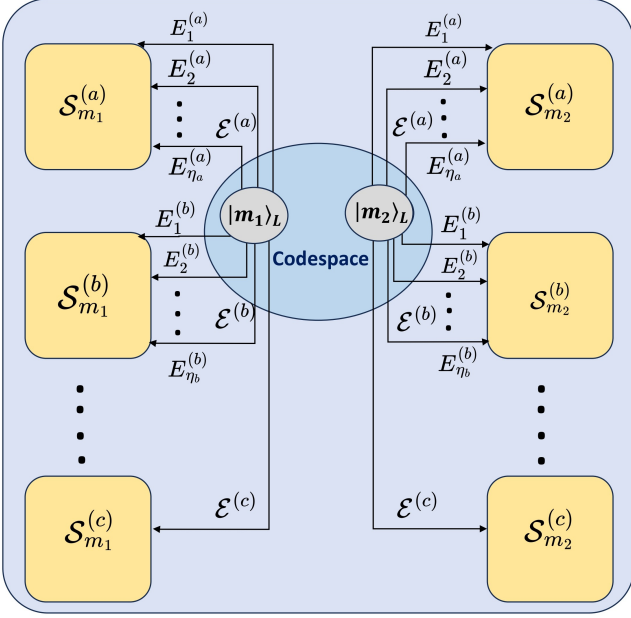 E_1^{(a)} E_1^{(a)}
E_2^{(a)} E_2^{(a)}
S_{m_1}^{(a)} S_{m_2}^{(a)}
ℰ^{(a)} ℰ^{(a)}
E_{η_a}^{(a)} E_{η_a}^{(a)}
|m_1⟩_L |m_2⟩_L
E_1^{(b)} E_1^{(b)}
Codespace
E_2^{(b)} E_2^{(b)}
S_{m_1}^{(b)} S_{m_2}^{(b)}
ℰ^{(b)} ℰ^{(b)}
E_{η_b}^{(b)} E_{η_b}^{(b)}
ℰ^{(c)} ℰ^{(c)}
S_{m_1}^{(c)} S_{m_2}^{(c)}